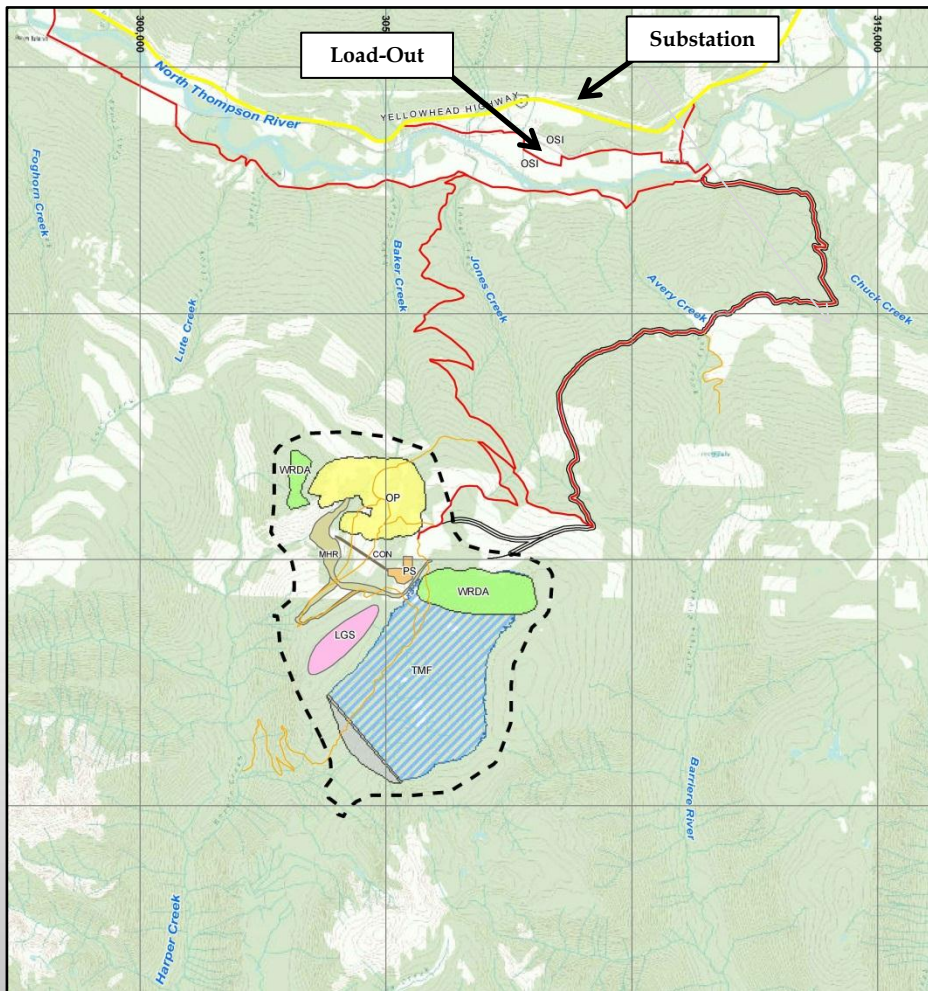 300,000
305
315,000
Load-Out
Substation
North Thompson River
YELLOWHEAD HIGHWAY
OSI
OSI
Foghorn Creek
Baker Creek
Jones Creek
Avery Creek
Chuck Creek
Lute Creek
WRDA
OP
MHR
CON
PS
WRDA
LGS
TMF
Barriere River
Harper Creek